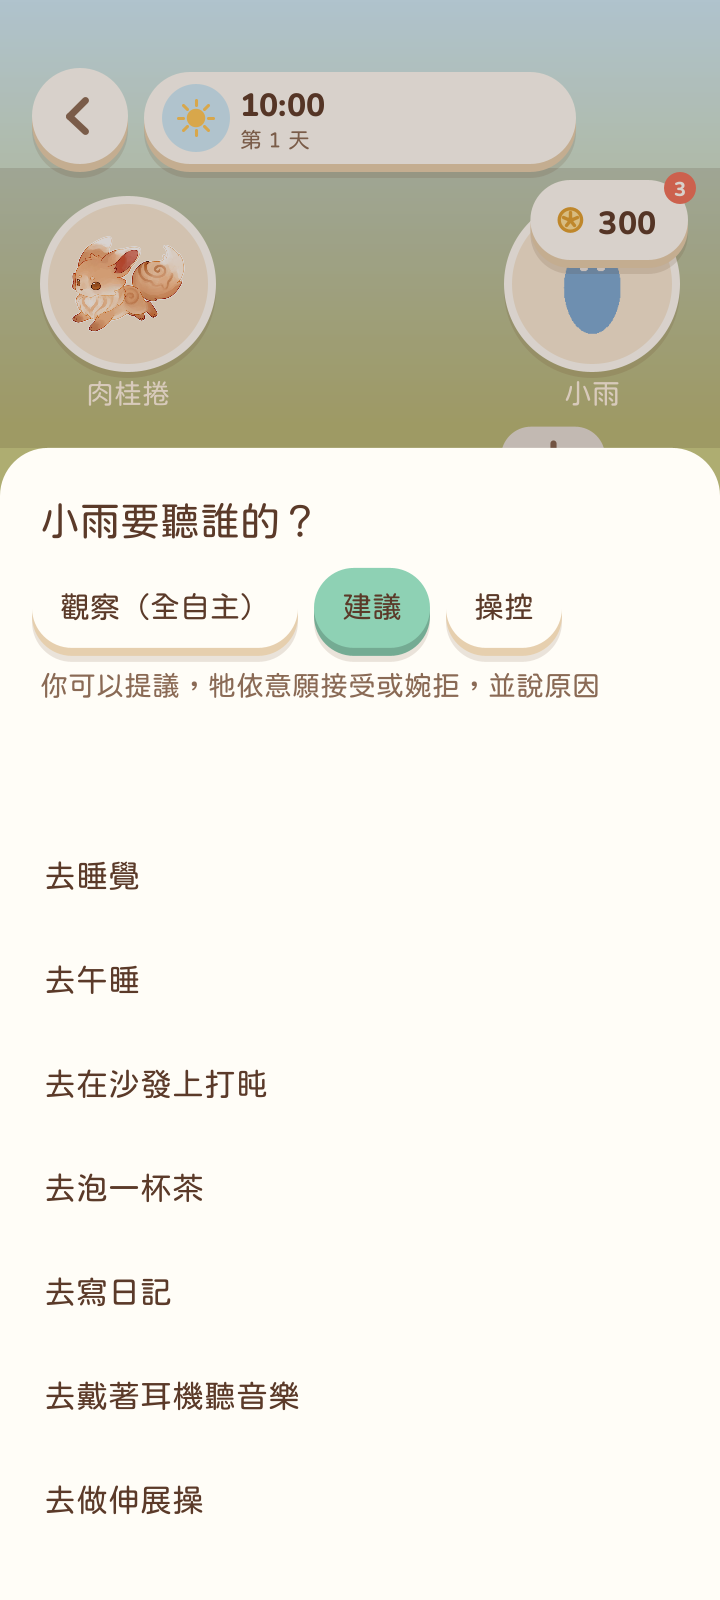 10:00
第 1 天
3
300
肉桂捲
小雨
小雨要聽誰的？
觀察（全自主）
建議
操控
你可以提議，牠依意願接受或婉拒，並說原因
去睡覺
去午睡
去在沙發上打盹
去泡一杯茶
去寫日記
去戴著耳機聽音樂
去做伸展操